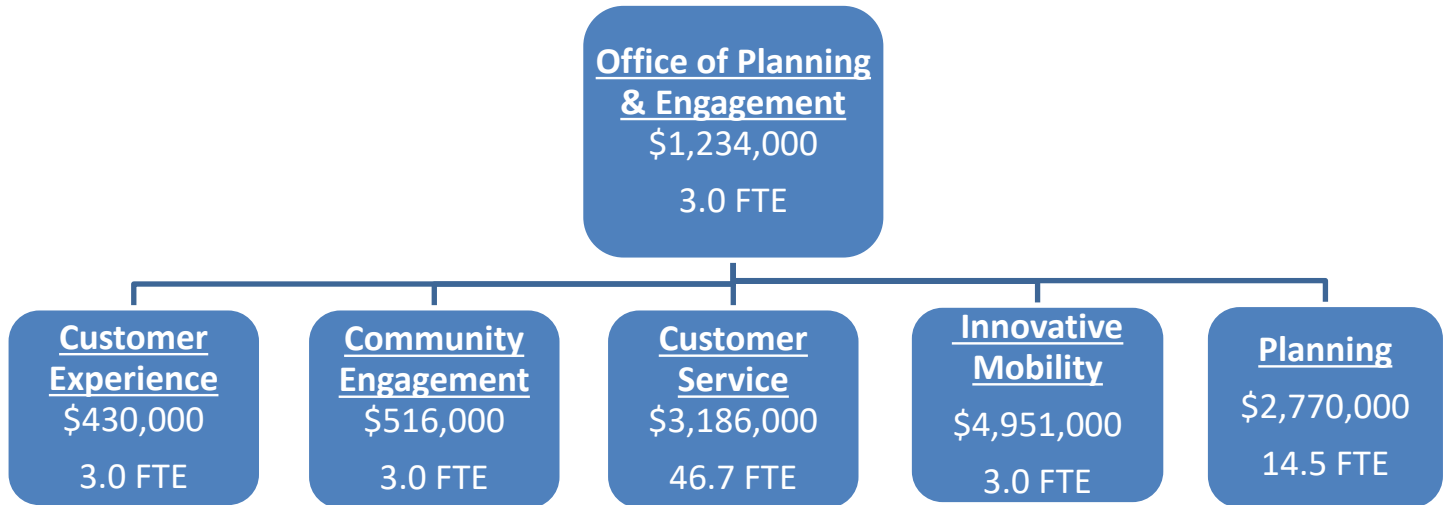 Office of Planning
& Engagement
$1,234,000
3.0 FTE
Customer
Experience
$430,000
3.0 FTE
Community
Engagement
$516,000
3.0 FTE
Customer
Service
$3,186,000
46.7 FTE
Innovative
Mobility
$4,951,000
3.0 FTE
Planning
$2,770,000
14.5 FTE